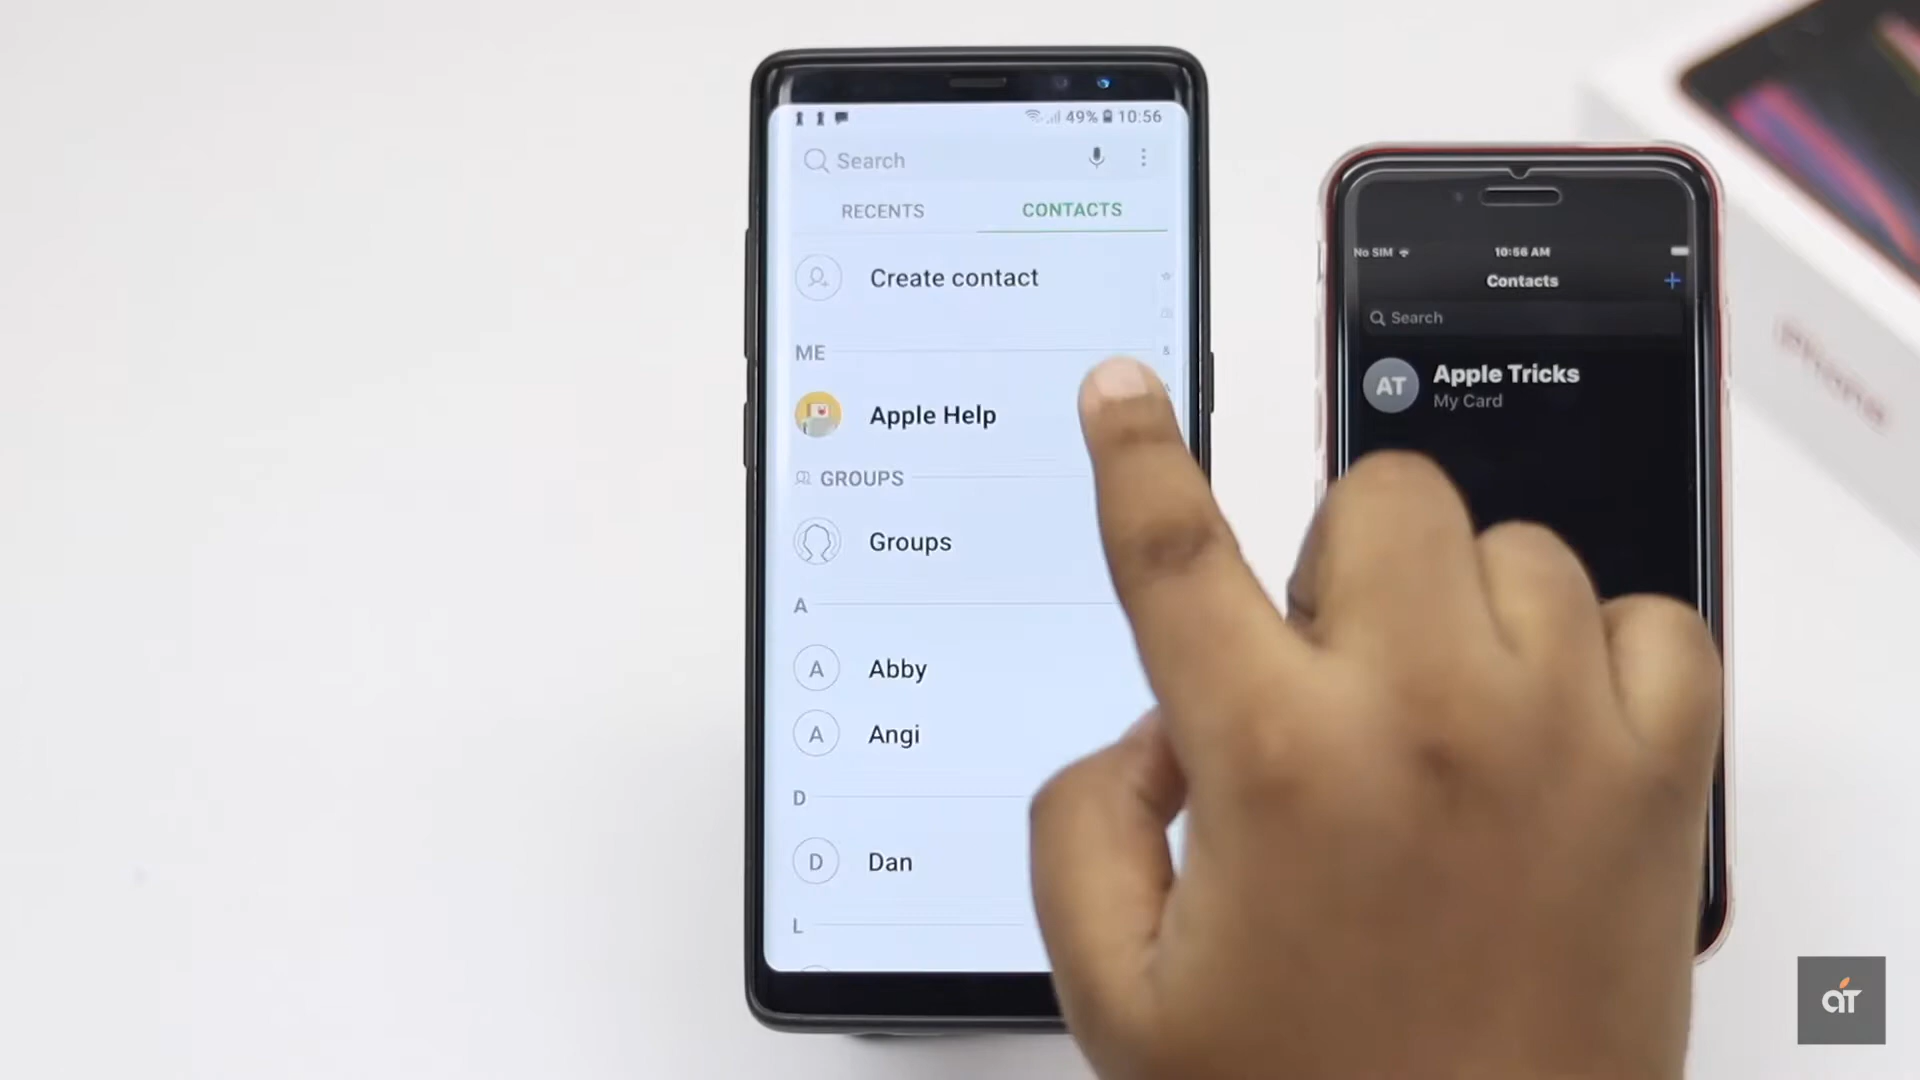 49% 10:56
Search
RECENTS CONTACTS
Create contact
ME
Apple Help
GROUPS
Groups
A
A Abby
A Angi
D
D Dan
L
No SIM 10:56 AM
Contacts +
Search
AT Apple Tricks
My Card
iPhone
aT